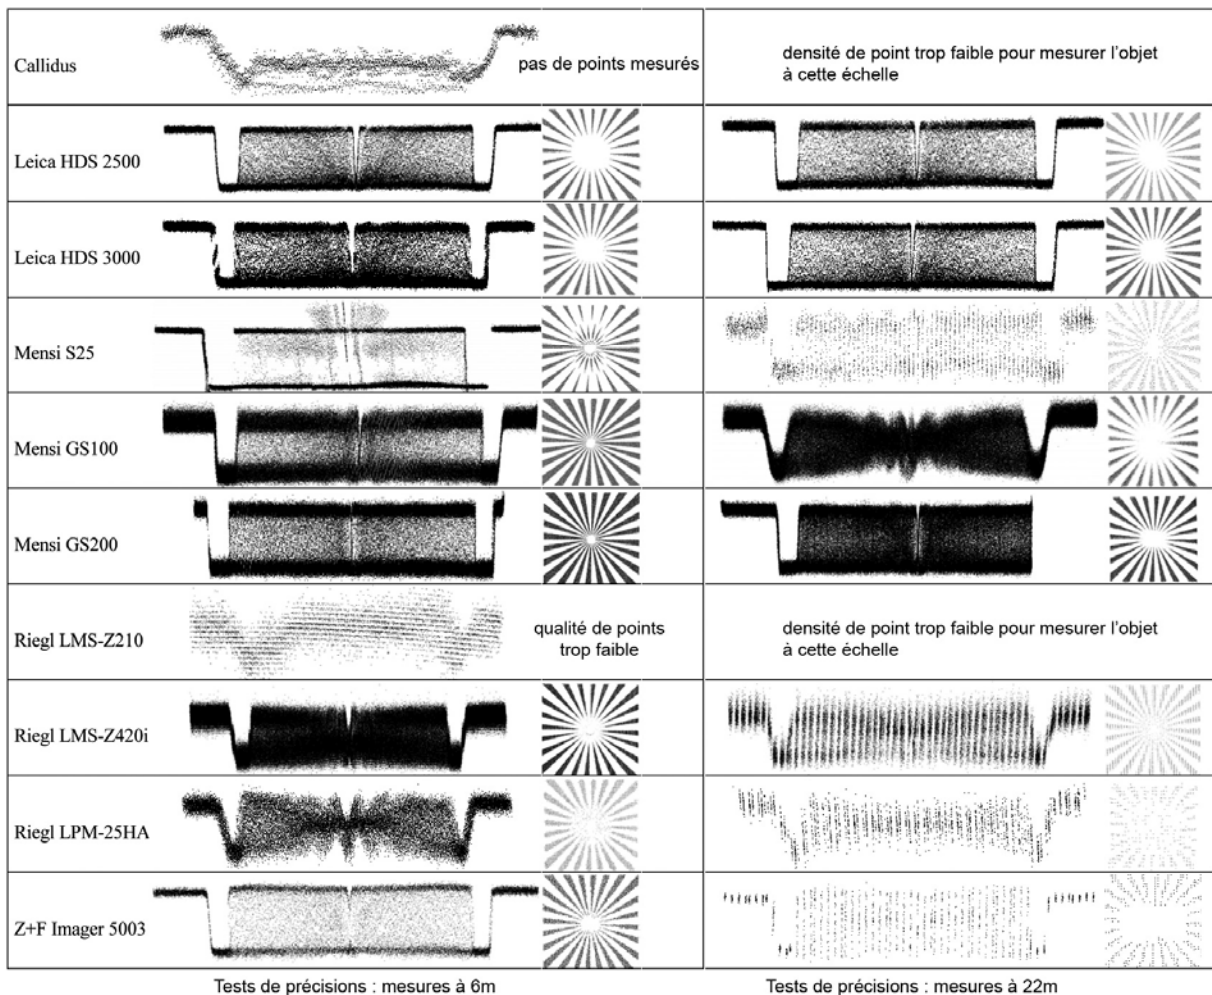 Callidus
pas de points mesurés
densité de point trop faible pour mesurer l'objet
à cette échelle
Leica HDS 2500
Leica HDS 3000
Mensi S25
Mensi GS100
Mensi GS200
Riegl LMS-Z210
qualité de points
trop faible
densité de point trop faible pour mesurer l'objet
à cette échelle
Riegl LMS-Z420i
Riegl LPM-25HA
Z+F Imager 5003
Tests de précisions : mesures à 6m
Tests de précisions : mesures à 22m